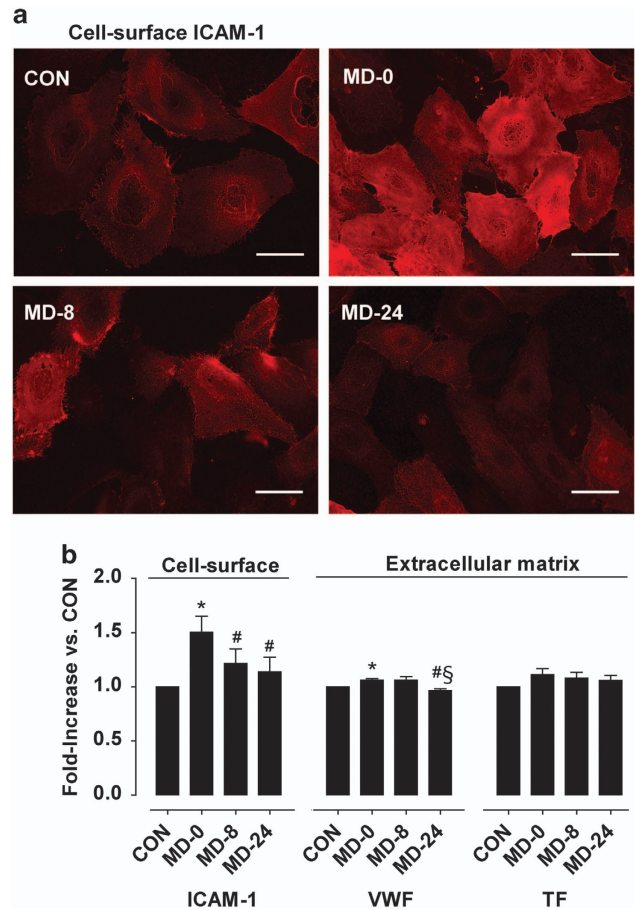 a
Cell-surface ICAM-1
CON
MD-0
MD-8
MD-24
b
Cell-surface
Extracellular matrix
Fold-Increase vs. CON
2.0
1.5
1.0
0.5
0.0
*
#
#
*
#§
CON
MD-0
MD-8
MD-24
CON
MD-0
MD-8
MD-24
CON
MD-0
MD-8
MD-24
ICAM-1
VWF
TF